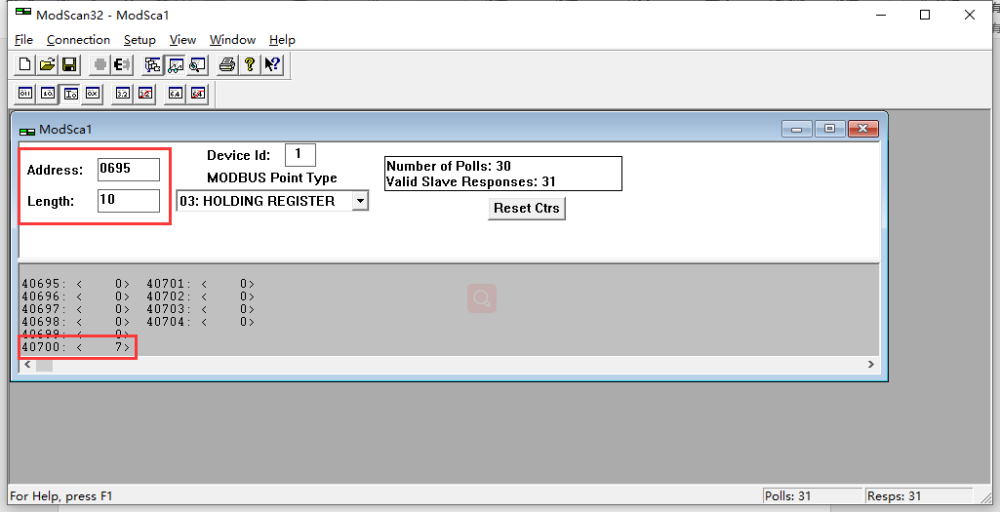 ModScan32 - ModSca1
File Connection Setup View Window Help
ModSca1
Address: 0695
Length: 10
Device Id: 1
MODBUS Point Type
03: HOLDING REGISTER
Number of Polls: 30
Valid Slave Responses: 31
Reset Ctrs
40695: < 0> 40701: < 0>
40696: < 0> 40702: < 0>
40697: < 0> 40703: < 0>
40698: < 0> 40704: < 0>
40699: < 0>
40700: < 7>
For Help, press F1
Polls: 31
Resps: 31